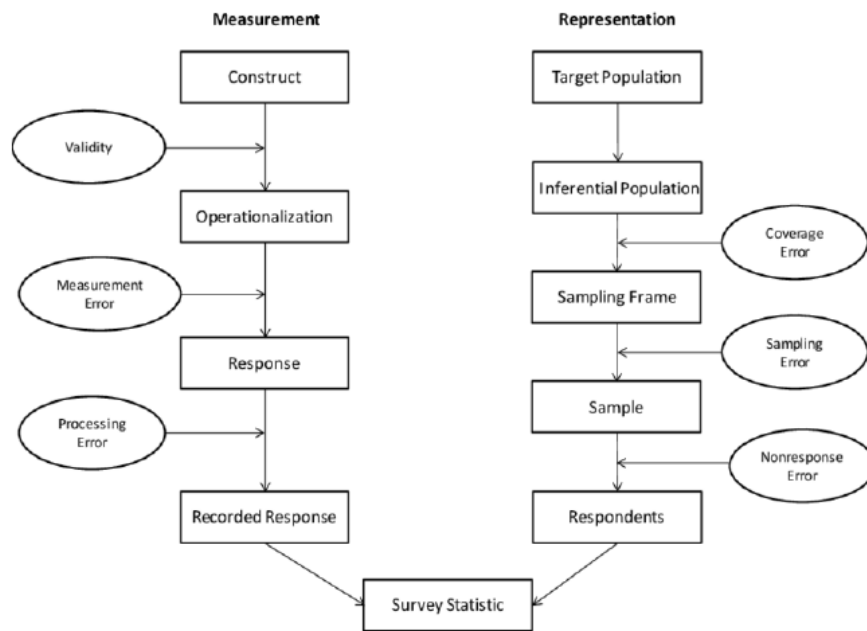 Measurement
Representation
Construct
Target Population
Validity
Operationalization
Inferential Population
Coverage
Error
Measurement
Error
Sampling Frame
Response
Sampling
Error
Processing
Error
Sample
Nonresponse
Error
Recorded Response
Respondents
Survey Statistic